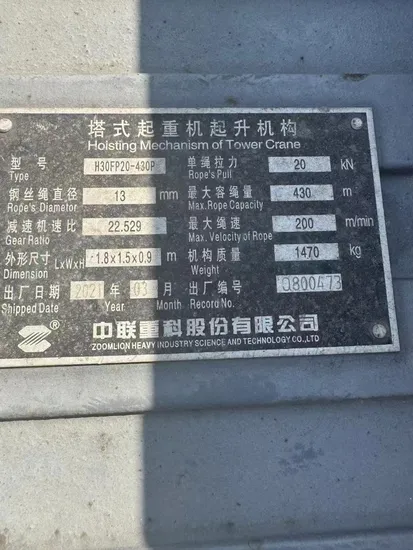 塔式起重机起升机构
Hoisting Mechanism of Tower Crane
型号 H30FP20-430P 单绳拉力 20 kN
Type Rope's Pull
钢丝绳直径 13 mm 最大容绳量 430 m
Rope's Diametor Max.Rope Capacity
减速机速比 22.529 最大绳速 200 m/min
Gear Ratio Max. Velocity of Rope
外形尺寸 LxWxH 1.8x1.5x0.9 m 机构质量 1470 kg
Dimension Weight
出厂日期 2021 年 03 月 出厂编号 0800473
Shipped Date Year Month Record No.
中联重科股份有限公司
ZOOMLION HEAVY INDUSTRY SCIENCE AND TECHNOLOGY CO.,LTD